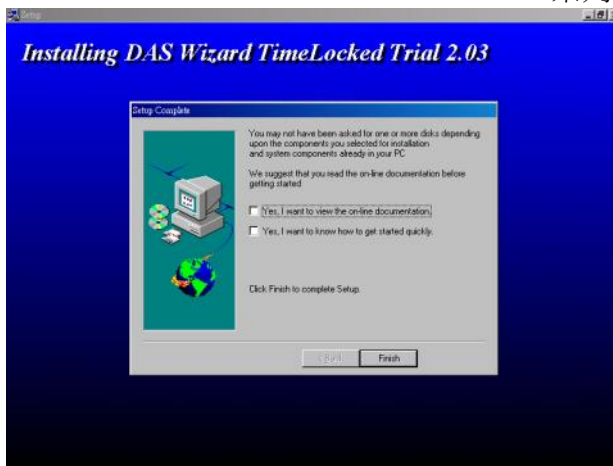 Setup
Installing DAS Wizard TimeLocked Trial 2.03
Setup Complete
You may not have been asked for one or more disks depending
upon the components you selected for installation
and system components already in your PC
We suggest that you read the on-line documentation before
getting started
Yes, I want to view the on-line documentation.
Yes, I want to know how to get started quickly.
Click Finish to complete Setup.
< Back
Finish